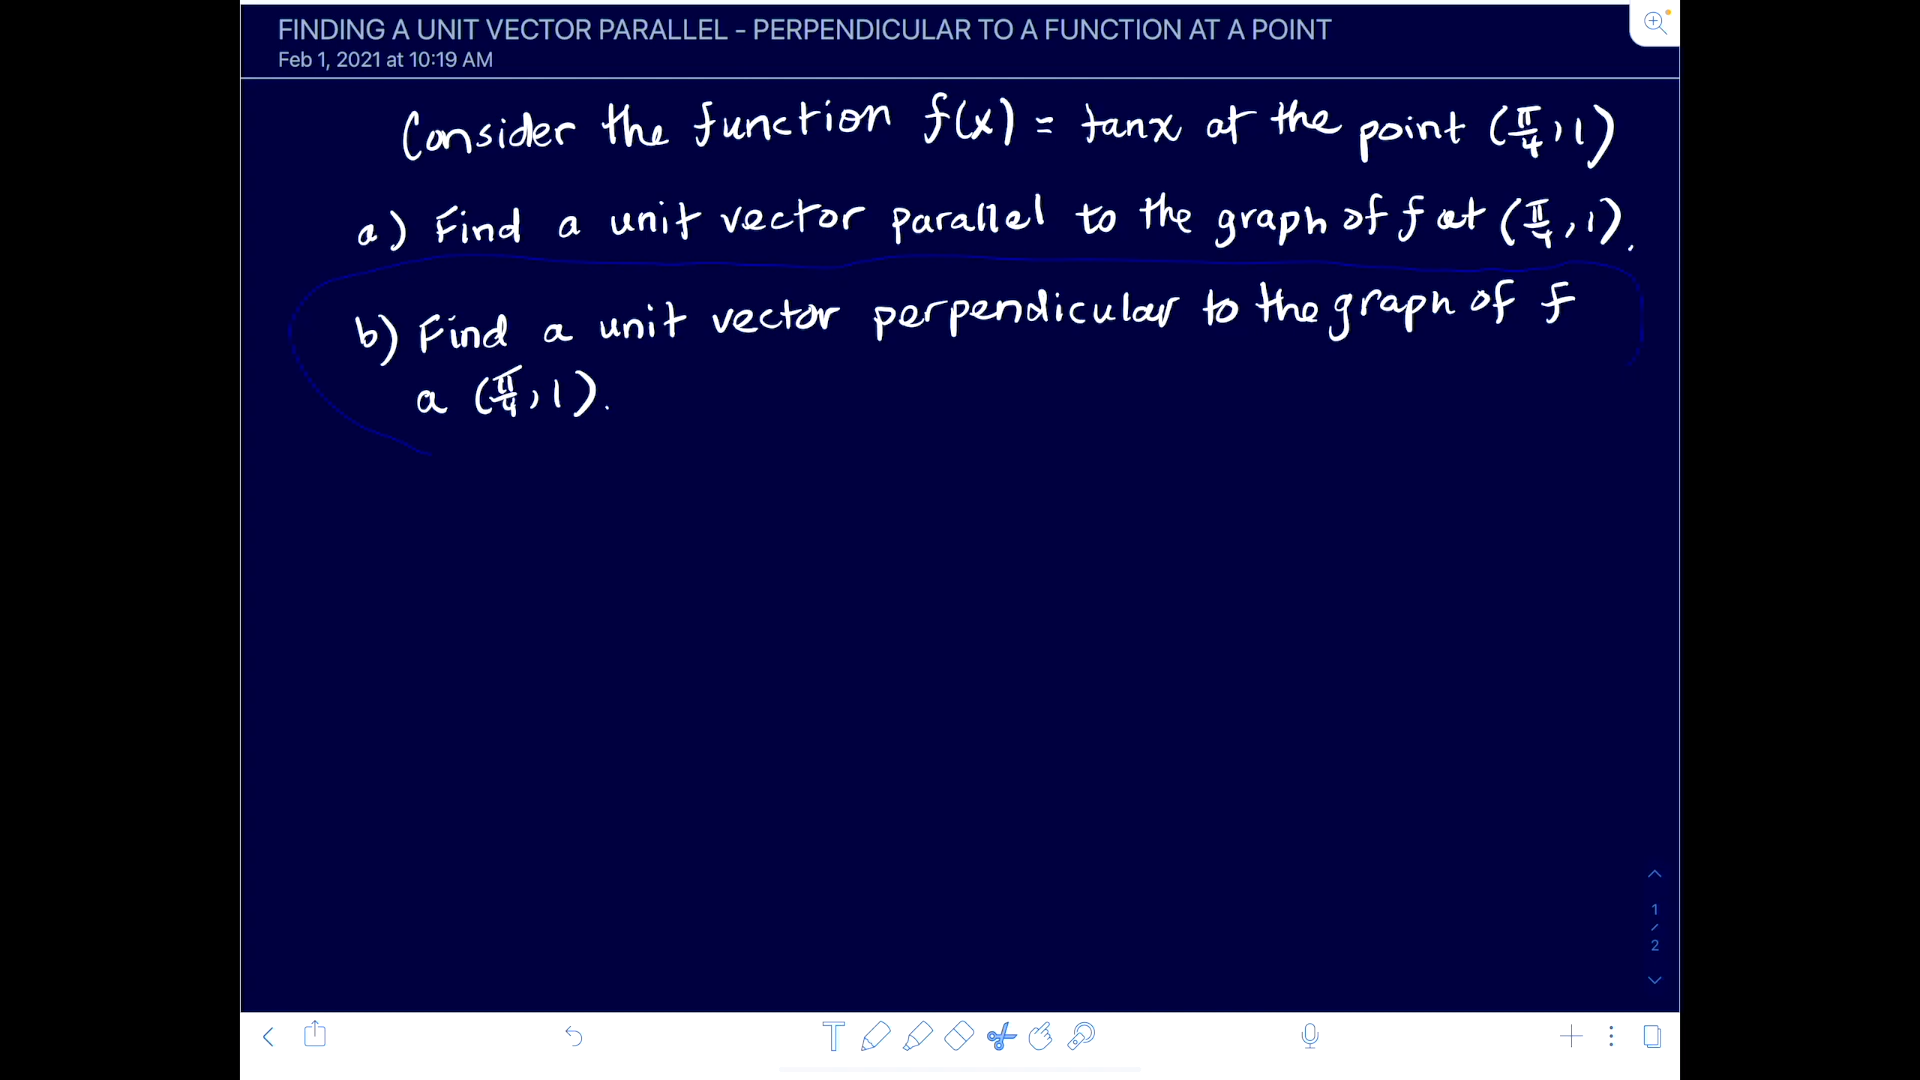 FINDING A UNIT VECTOR PARALLEL - PERPENDICULAR TO A FUNCTION AT A POINT
Feb 1, 2021 at 10:19 AM
Consider the function f(x) = tanx at the point (π/4, 1)
a) Find a unit vector parallel to the graph of f at (π/4, 1).
b) Find a unit vector perpendicular to the graph of f
a (π/4, 1).
1
/
2